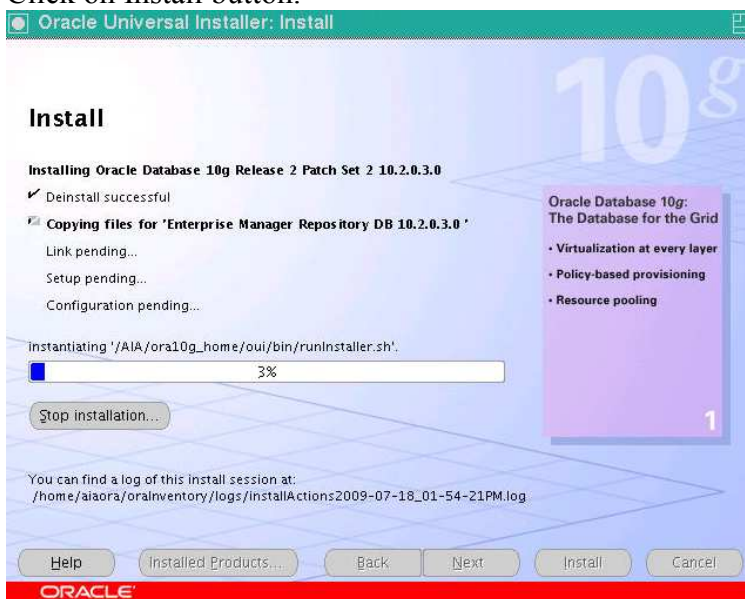 Click on Install button.
Oracle Universal Installer: Install
10g
Install
Installing Oracle Database 10g Release 2 Patch Set 2 10.2.0.3.0
Deinstall successful
Copying files for 'Enterprise Manager Repository DB 10.2.0.3.0 '
Link pending...
Setup pending...
Configuration pending...
instantiating '/AIA/ora10g_home/oui/bin/runInstaller.sh'.
3%
Stop installation...
Oracle Database 10g:
The Database for the Grid
• Virtualization at every layer
• Policy-based provisioning
• Resource pooling
1
You can find a log of this install session at:
/home/aiaora/oraInventory/logs/installActions2009-07-18_01-54-21PM.log
Help Installed Products... Back Next Install Cancel
ORACLE